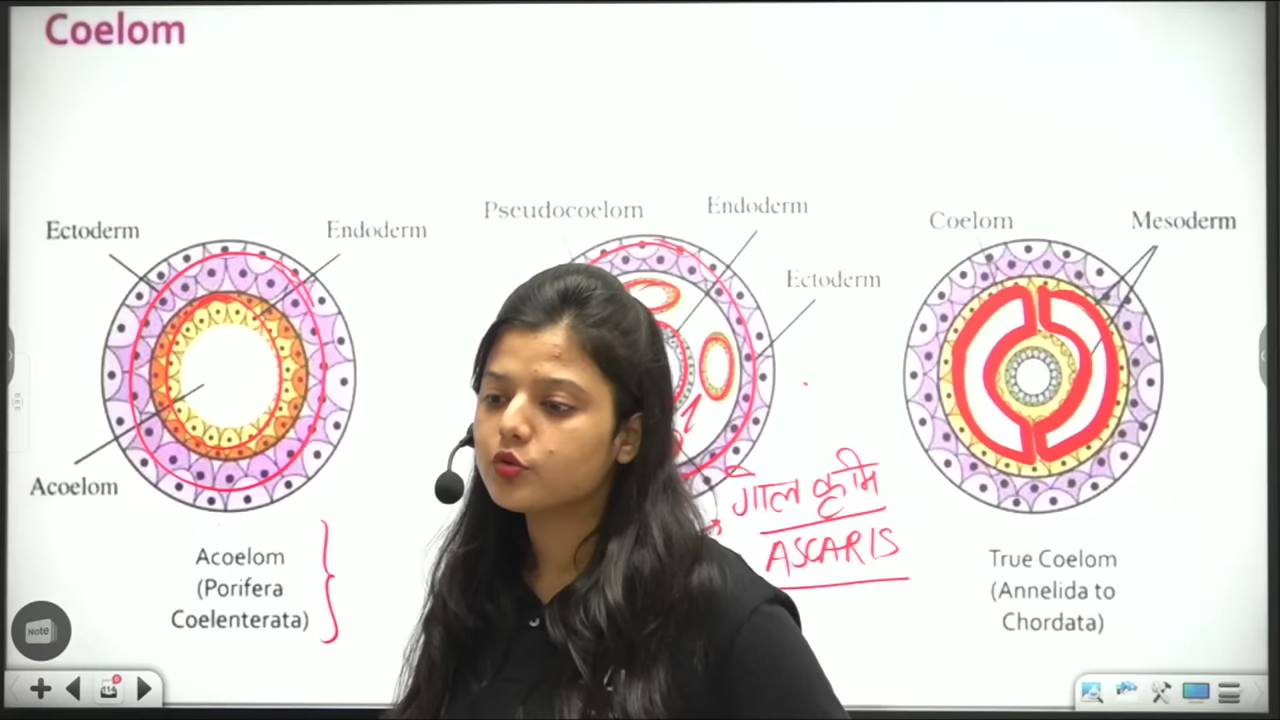 Coelom
Ectoderm
Endoderm
Acoelom
Acoelom
(Porifera
Coelenterata)
Pseudocoelom
Endoderm
Ectoderm
गोल कृमि
ASCARIS
Coelom
Mesoderm
True Coelom
(Annelida to
Chordata)
Note
114